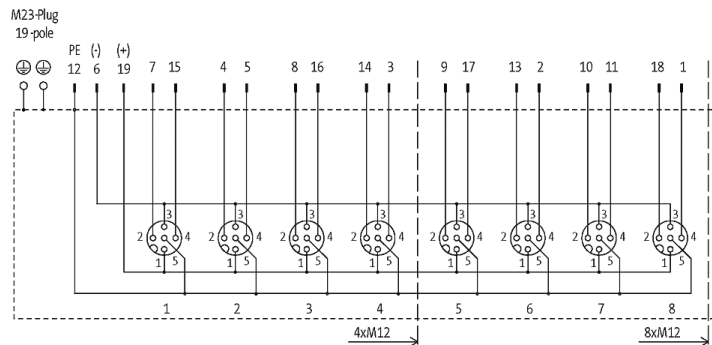 M23-Plug
19-pole
PE (-) (+)
12 6 19 7 15 4 5 8 16 14 3 9 17 13 2 10 11 18 1
3 3 3 3 3 3 3 3
2 4 2 4 2 4 2 4 2 4 2 4 2 4 2 4
1 5 1 5 1 5 1 5 1 5 1 5 1 5 1 5
1 2 3 4 5 6 7 8
4xM12 8xM12